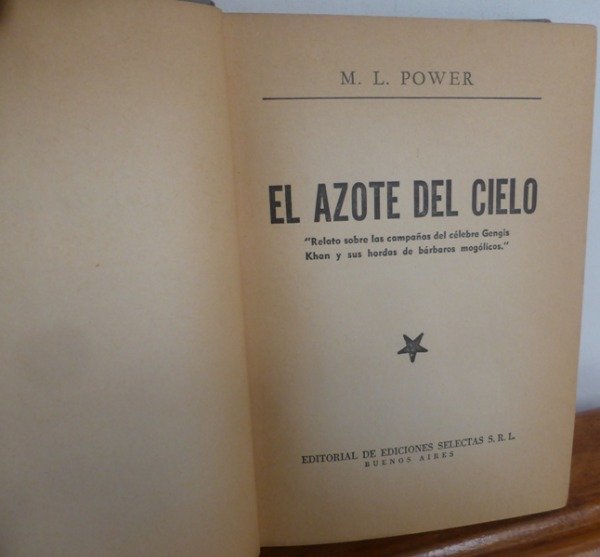 M. L. POWER
EL AZOTE DEL CIELO
"Relato sobre las campañas del célebre Gengis
Khan y sus hordas de bárbaros mogólicos."
EDITORIAL DE EDICIONES SELECTAS S. R. L.
BUENOS AIRES